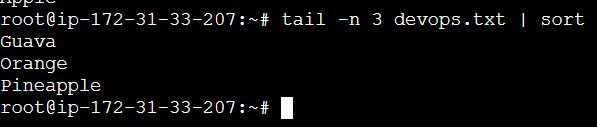 Apple
root@ip-172-31-33-207:~# tail -n 3 devops.txt | sort
Guava
Orange
Pineapple
root@ip-172-31-33-207:~#